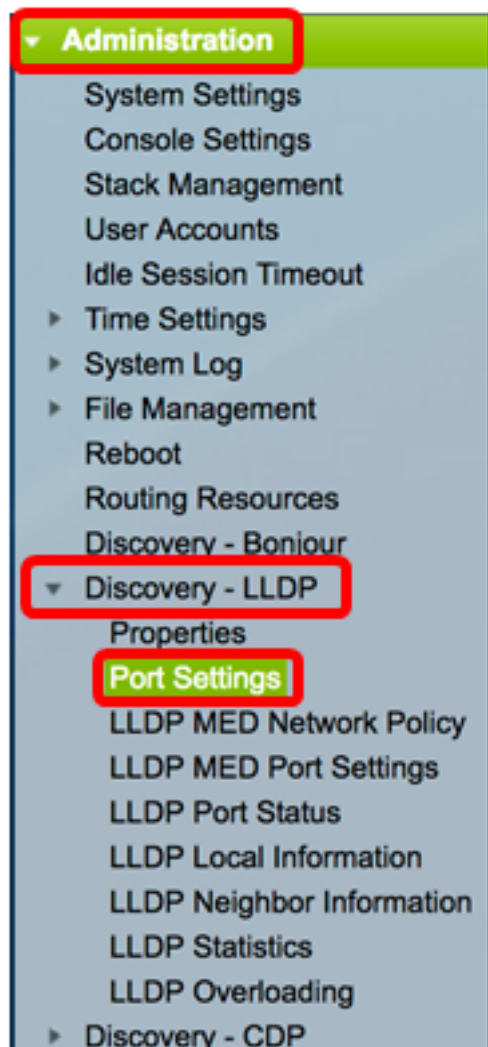 Administration
System Settings
Console Settings
Stack Management
User Accounts
Idle Session Timeout
Time Settings
System Log
File Management
Reboot
Routing Resources
Discovery - Bonjour
Discovery - LLDP
Properties
Port Settings
LLDP MED Network Policy
LLDP MED Port Settings
LLDP Port Status
LLDP Local Information
LLDP Neighbor Information
LLDP Statistics
LLDP Overloading
Discovery - CDP